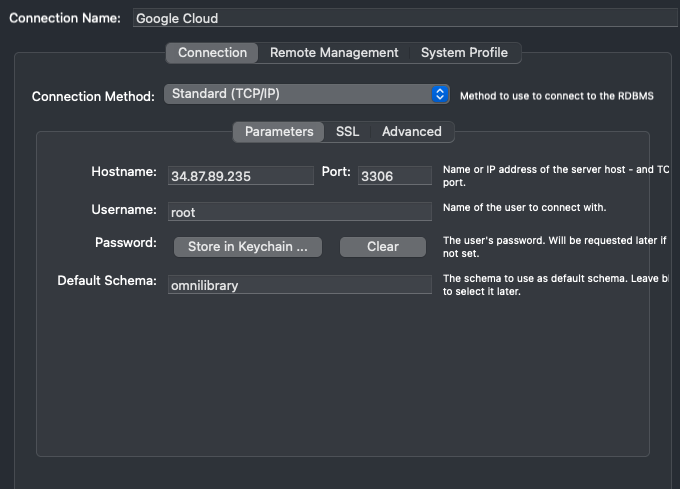 Connection Name: Google Cloud
Connection Remote Management System Profile
Connection Method: Standard (TCP/IP) Method to use to connect to the RDBMS
Parameters SSL Advanced
Hostname: 34.87.89.235 Port: 3306 Name or IP address of the server host - and TC
port.
Username: root Name of the user to connect with.
Password: Store in Keychain ... Clear The user's password. Will be requested later if
not set.
Default Schema: omnilibrary The schema to use as default schema. Leave bl
to select it later.